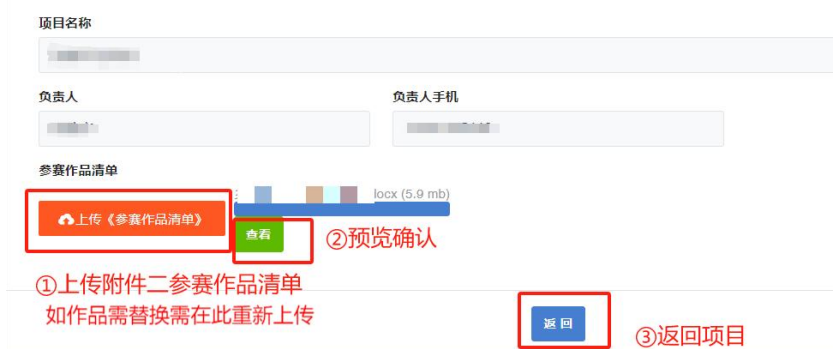 项目名称
负责人 负责人手机
参赛作品清单
locx (5.9 mb)
上传《参赛作品清单》
查看 ②预览确认
①上传附件二参赛作品清单
如作品需替换需在此重新上传
返回 ③返回项目